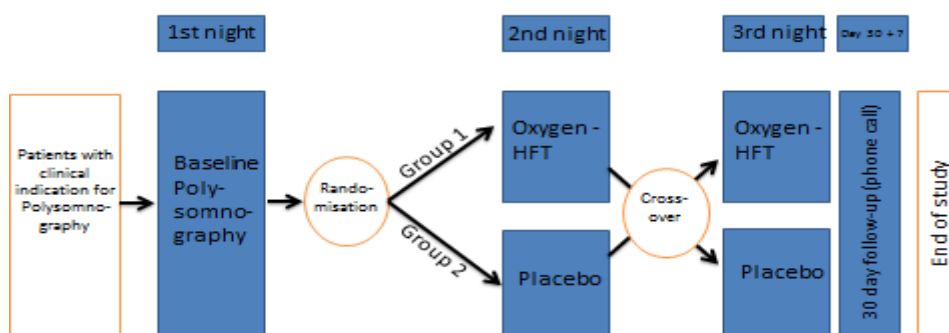 1st night
2nd night
3rd night
Day 30 + 7
Patients with
clinical
indication for
Polysomno-
graphy
Baseline
Poly-
somno-
graphy
Rando-
misation
Group 1
Group 2
Oxygen -
HFT
Placebo
Cross-
over
Oxygen -
HFT
Placebo
30 day follow-up (phone call)
End of study